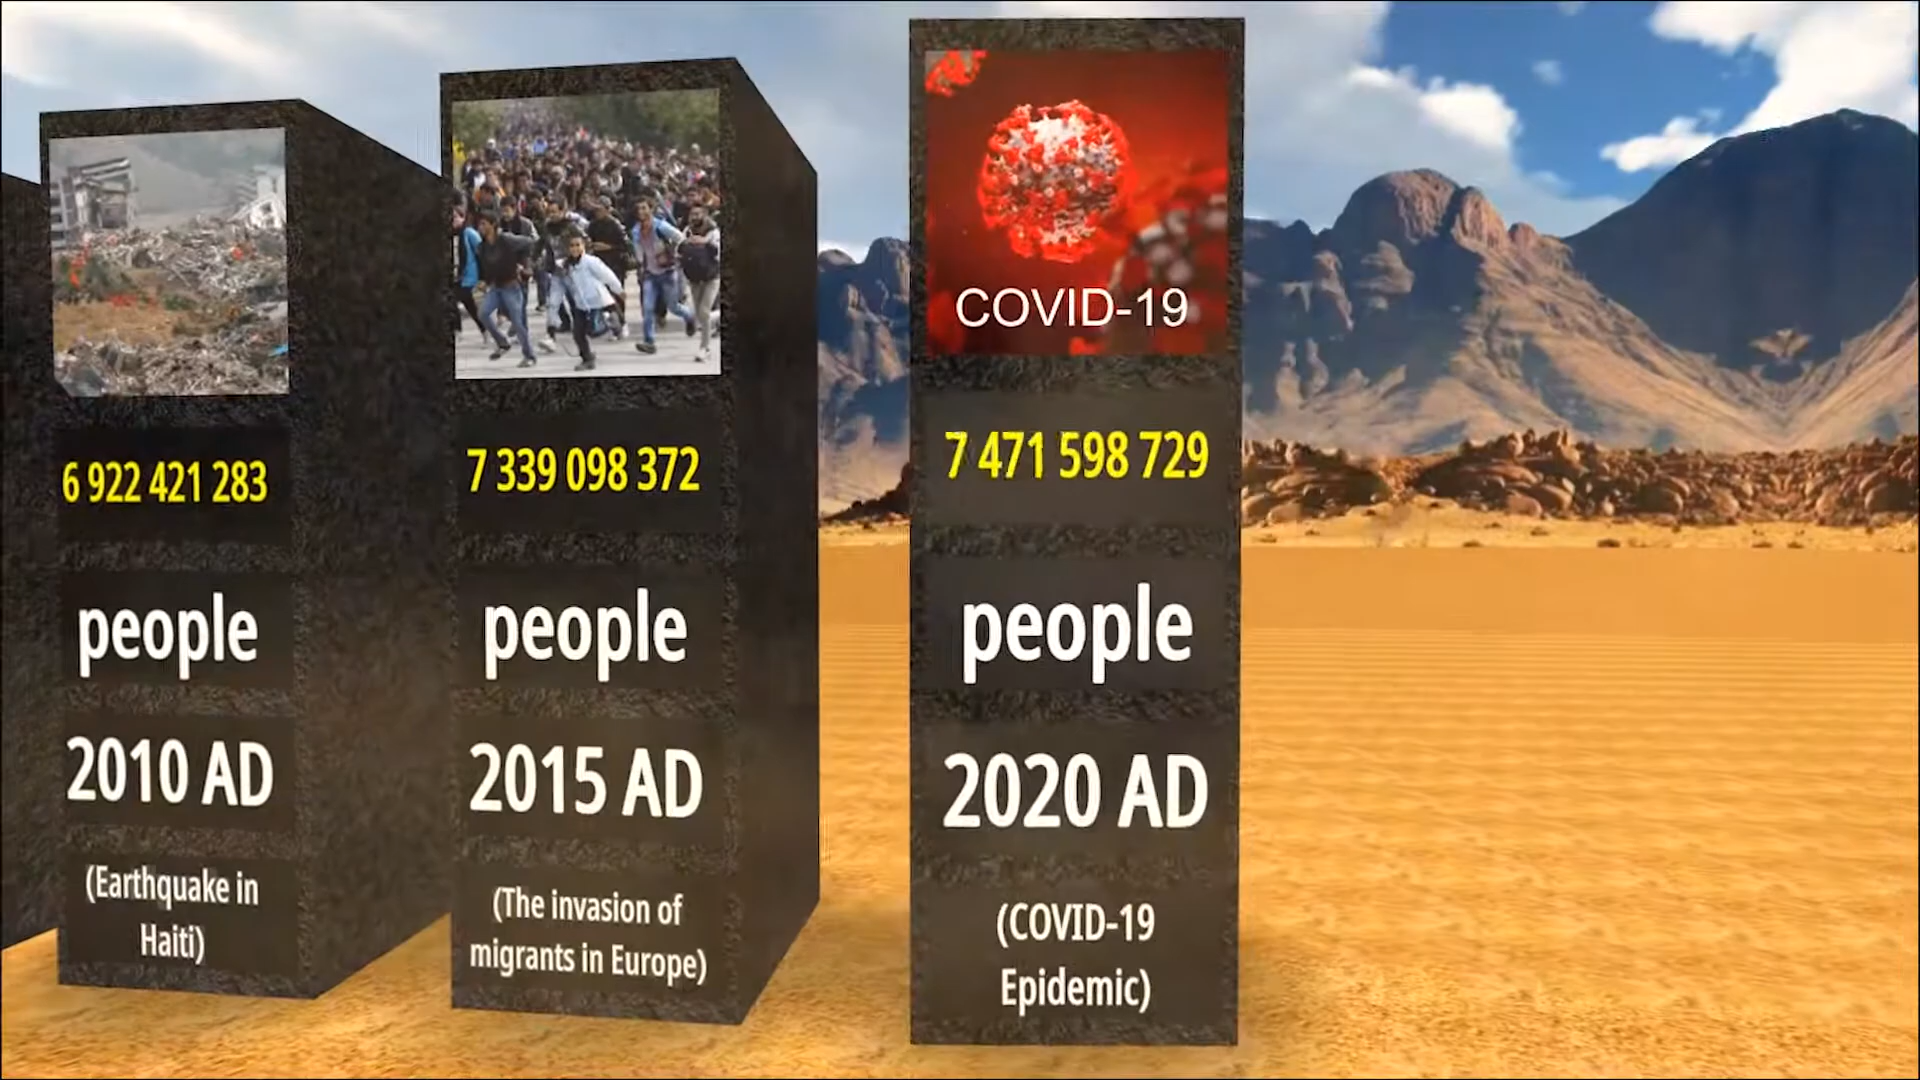 6 922 421 283
people
2010 AD
(Earthquake in
Haiti)
7 339 098 372
people
2015 AD
(The invasion of
migrants in Europe)
COVID-19
7 471 598 729
people
2020 AD
(COVID-19
Epidemic)